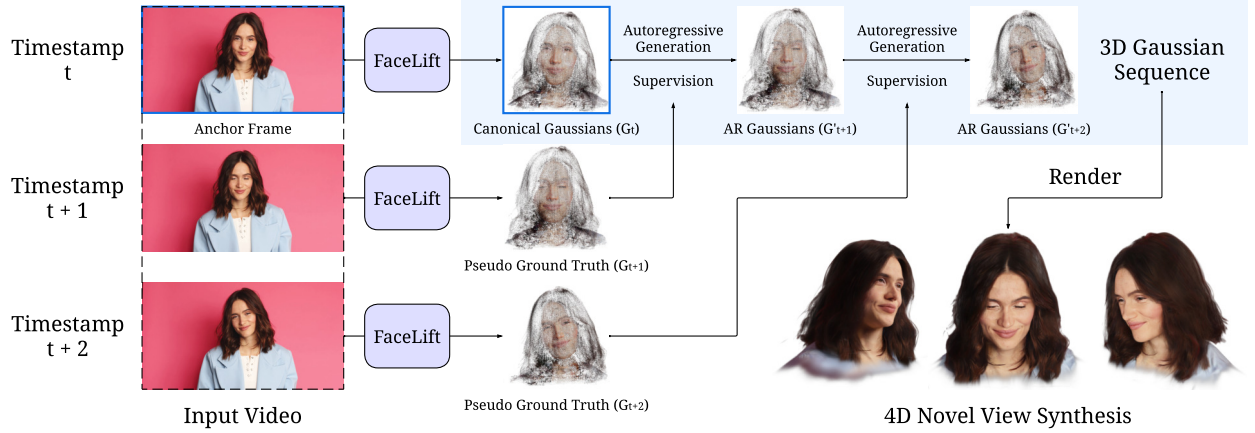 Timestamp
t
FaceLift
Anchor Frame
Canonical Gaussians (Gt)
Autoregressive
Generation
Supervision
AR Gaussians (G't+1)
Autoregressive
Generation
Supervision
AR Gaussians (G't+2)
3D Gaussian
Sequence
Timestamp
t + 1
FaceLift
Pseudo Ground Truth (Gt+1)
Render
Timestamp
t + 2
FaceLift
Pseudo Ground Truth (Gt+2)
Input Video
4D Novel View Synthesis